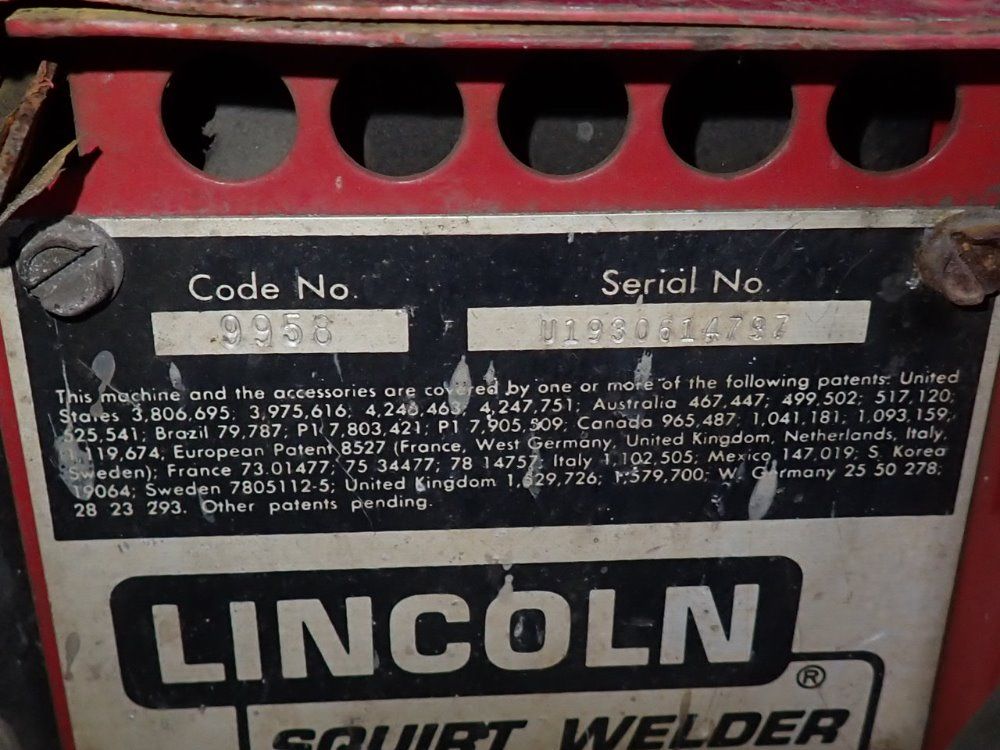 Code No. Serial No.
9958 U1930614797
This machine and the accessories are covered by one or more of the following patents: United
States 3,806,695; 3,975,616; 4,246,463; 4,247,751; Australia 467,447; 499,502; 517,120;
525,541; Brazil 79,787; P1 7,803,421; P1 7,905,509; Canada 965,487; 1,041,181; 1,093,159;
1,119,674; European Patent 8527 (France, West Germany, United Kingdom, Netherlands, Italy,
Sweden); France 73.01477; 75 34477; 78 14757; Italy 1,102,505; Mexico 147,019; S. Korea
19064; Sweden 7805112-5; United Kingdom 1,529,726; 1,579,700; W. Germany 25 50 278;
28 23 293. Other patents pending.
LINCOLN ®
SQUIRT WELDER